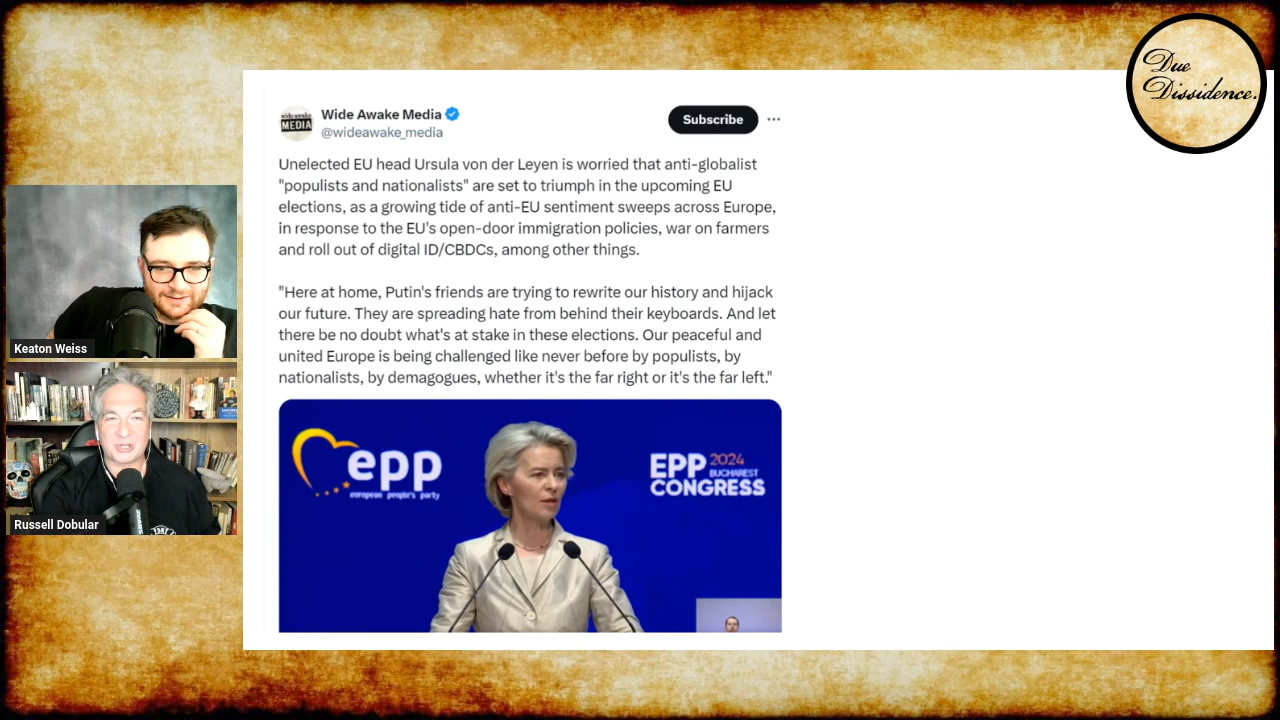 Due
Dissidence.
wide awake
MEDIA
Wide Awake Media
@wideawake_media
Subscribe
Unelected EU head Ursula von der Leyen is worried that anti-globalist
"populists and nationalists" are set to triumph in the upcoming EU
elections, as a growing tide of anti-EU sentiment sweeps across Europe,
in response to the EU's open-door immigration policies, war on farmers
and roll out of digital ID/CBDCs, among other things.
"Here at home, Putin's friends are trying to rewrite our history and hijack
our future. They are spreading hate from behind their keyboards. And let
there be no doubt what's at stake in these elections. Our peaceful and
united Europe is being challenged like never before by populists, by
nationalists, by demagogues, whether it's the far right or it's the far left."
epp
european people's party
EPP 2024
BUCHAREST
CONGRESS
Keaton Weiss
Russell Dobular